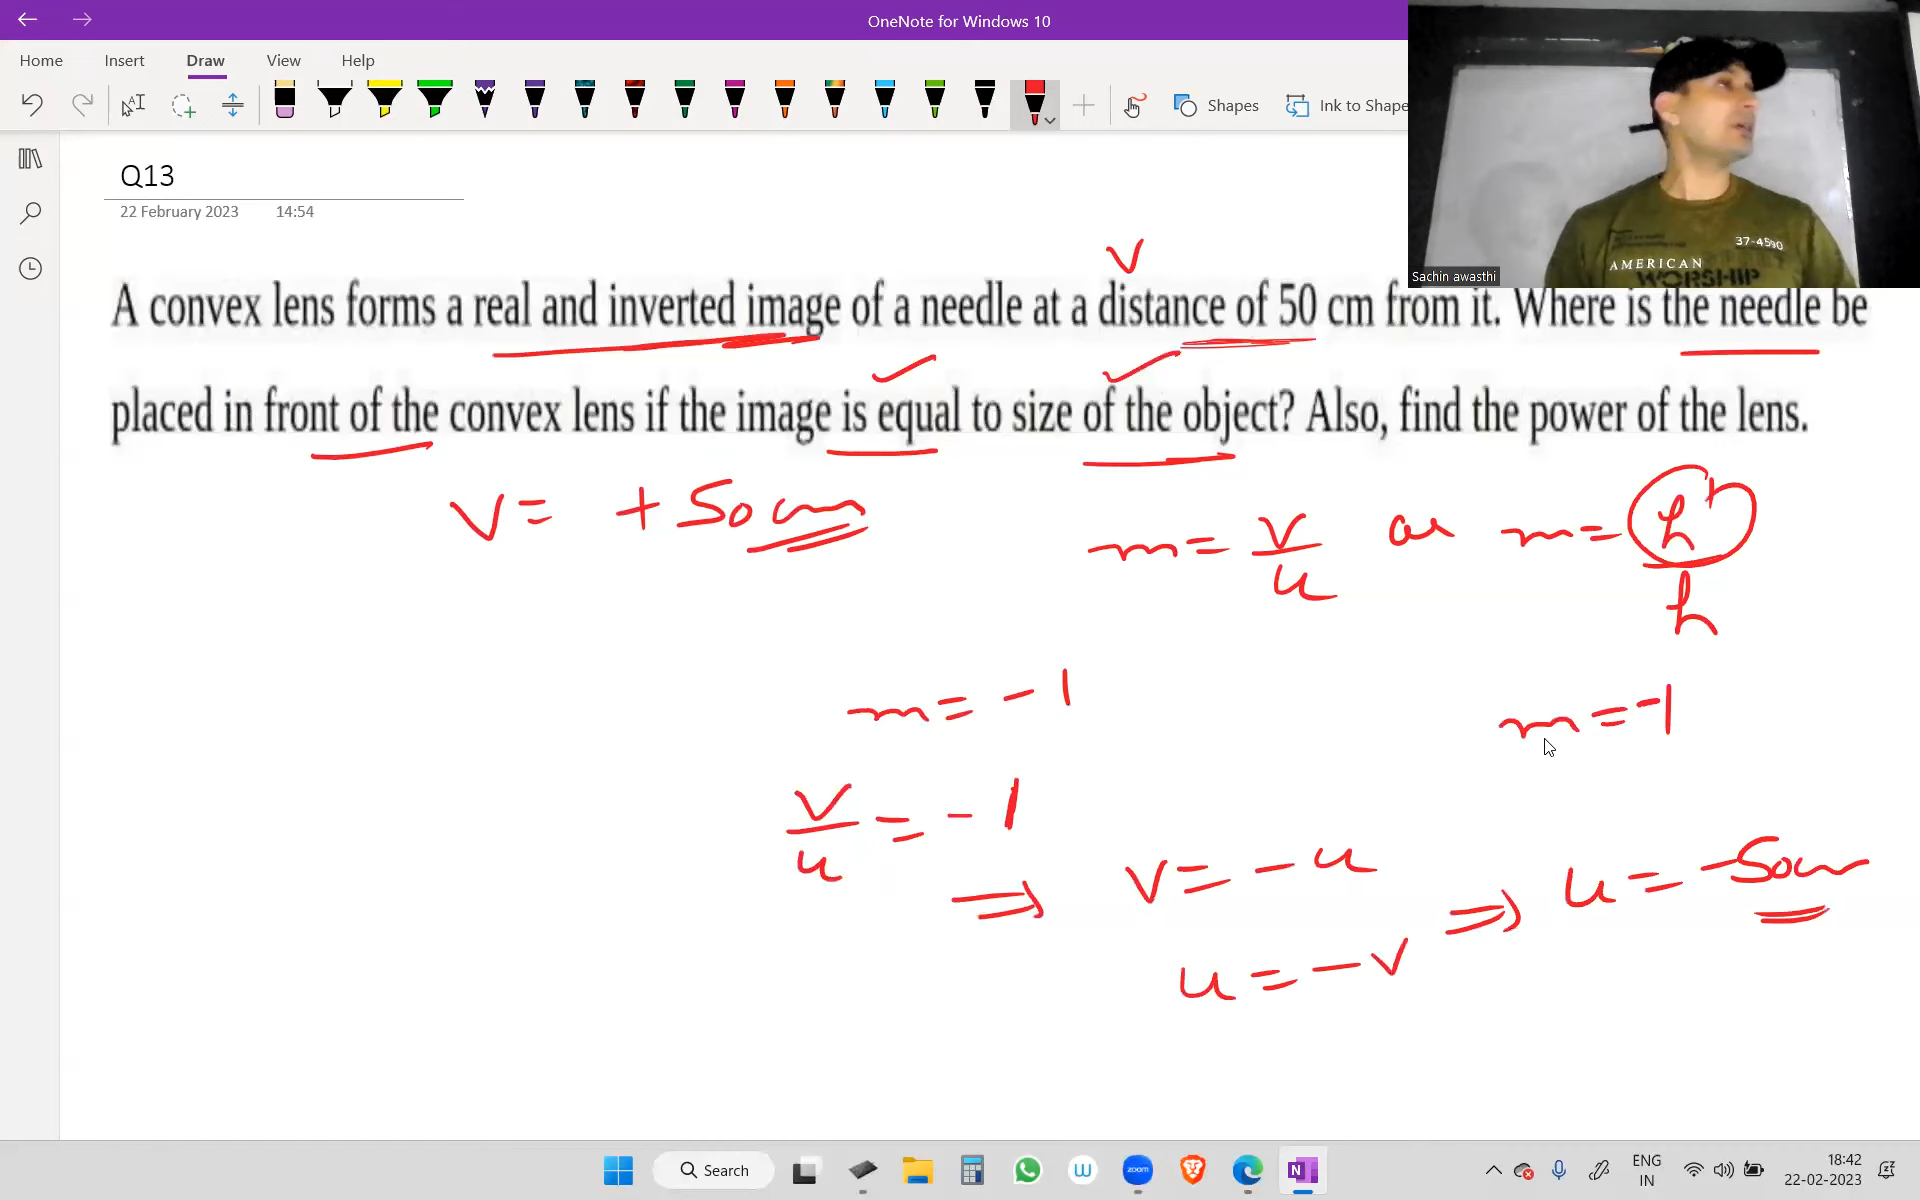 OneNote for Windows 10
Home Insert Draw View Help
Shapes Ink to Shape
Q13
22 February 2023 14:54
37-4590
AMERICAN
WORSHIP
Sachin awasthi
v
A convex lens forms a real and inverted image of a needle at a distance of 50 cm from it. Where is the needle be
placed in front of the convex lens if the image is equal to size of the object? Also, find the power of the lens.
v = + 50 cm
m = v/u or m = h'/h
m = -1
m = -1
v/u = -1
⇒ v = -u
⇒ u = -50 cm
u = -v
Search
zoom
ENG
IN
18:42
22-02-2023